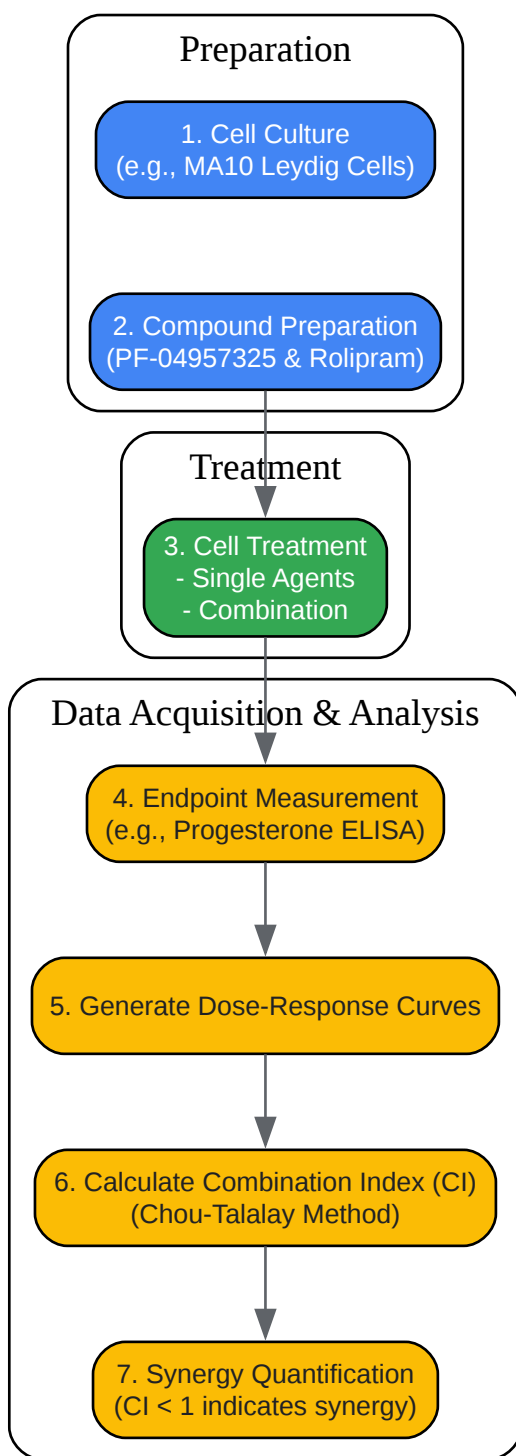 Preparation
1. Cell Culture
(e.g., MA10 Leydig Cells)
2. Compound Preparation
(PF-04957325 & Rolipram)
Treatment
3. Cell Treatment
- Single Agents
- Combination
Data Acquisition & Analysis
4. Endpoint Measurement
(e.g., Progesterone ELISA)
5. Generate Dose-Response Curves
6. Calculate Combination Index (CI)
(Chou-Talalay Method)
7. Synergy Quantification
(CI < 1 indicates synergy)